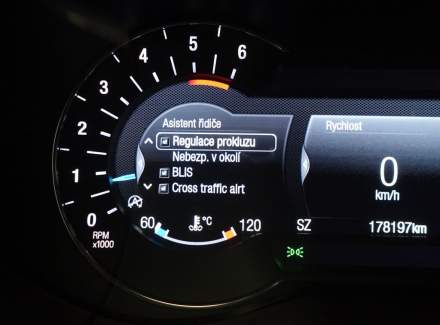 6
5
4
3
2
1
0
RPM
x1000
Asistent řidiče
Regulace prokluzu
Nebezp. v okolí
BLIS
Cross traffic airt
60 °C 120
Rychlost
0
km/h
SZ 178197km